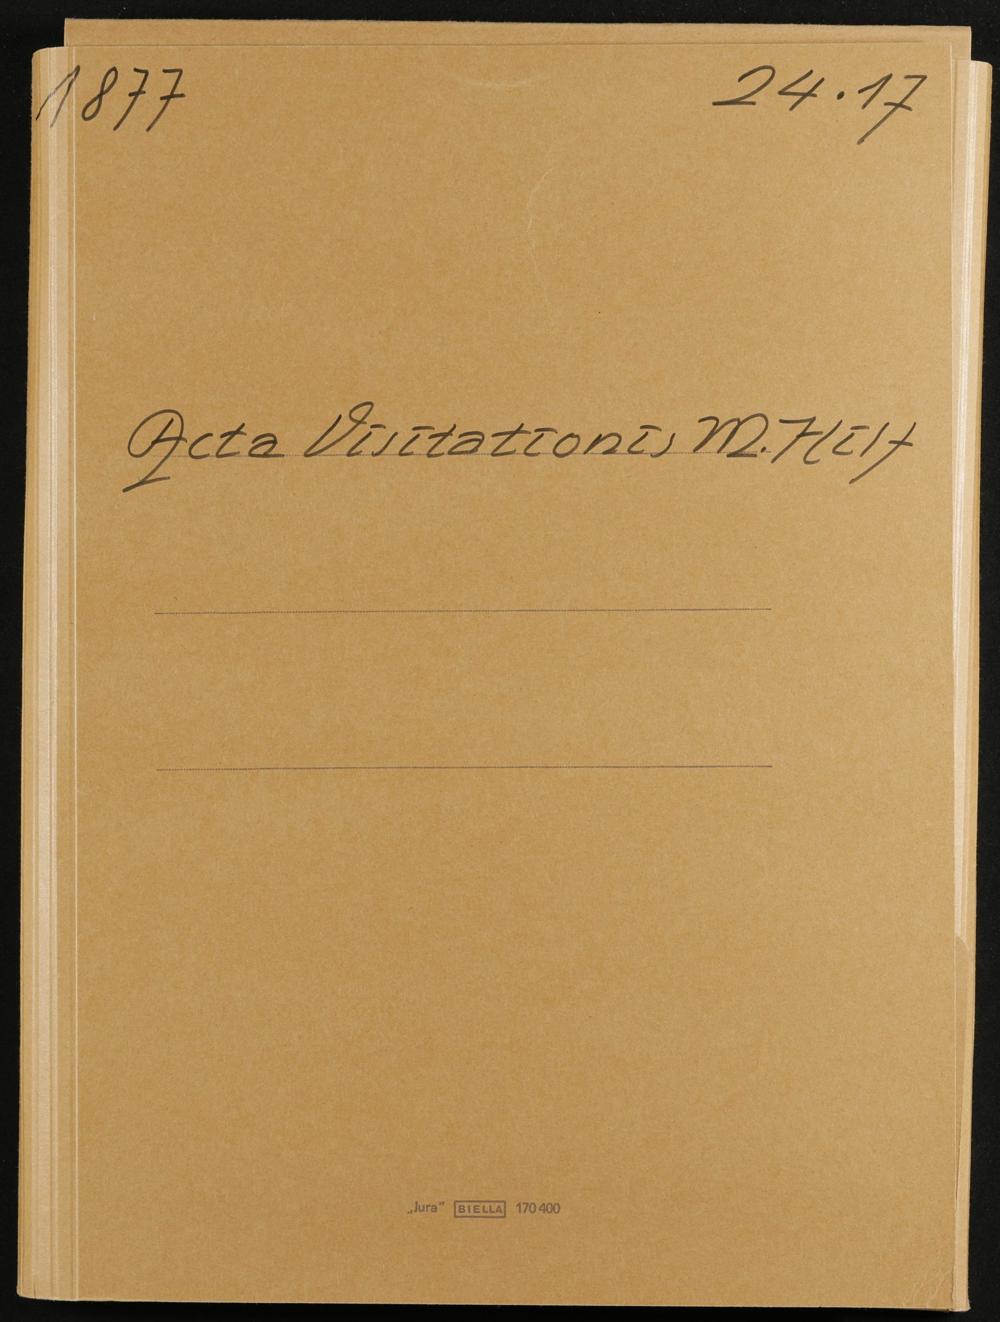 1877 24.17
Acta Visitationis M. Hilf
„Jura“ BIELLA 170 400